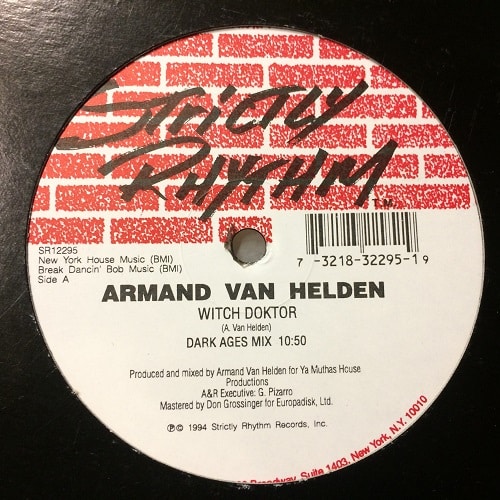 STRICTLY
RHYTHM
T.M.
SR12295
New York House Music (BMI)
Break Dancin' Bob Music (BMI)
Side A
7 -3218-32295-1 9
ARMAND VAN HELDEN
WITCH DOKTOR
(A. Van Helden)
DARK AGES MIX 10:50
Produced and mixed by Armand Van Helden for Ya Muthas House
Productions
A&R Executive: G. Pizarro
Mastered by Don Grossinger for Europadisk, Ltd.
℗© 1994 Strictly Rhythm Records, Inc.
Broadway, Suite 1403, New York, N.Y. 10010